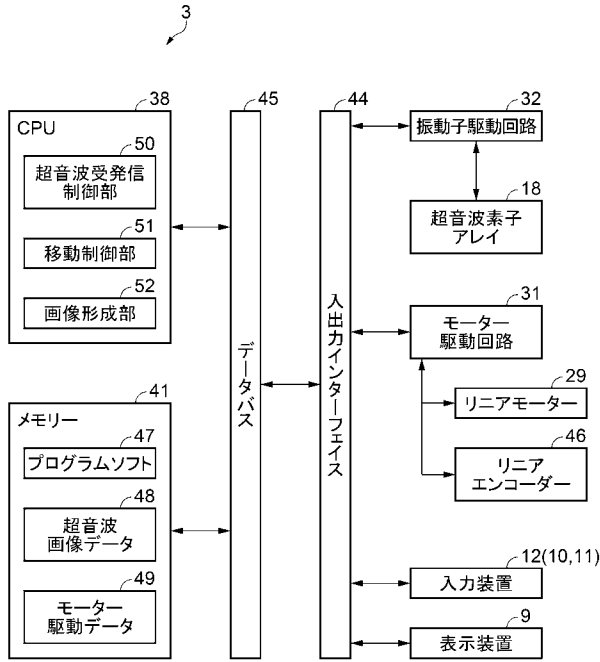 3
38
CPU
50
超音波受発信
制御部
51
移動制御部
52
画像形成部
41
メモリー
47
プログラムソフト
48
超音波
画像データ
49
モーター
駆動データ
45
データバス
44
入出力インターフェイス
32
振動子駆動回路
18
超音波素子
アレイ
31
モーター
駆動回路
29
リニアモーター
46
リニア
エンコーダー
12(10,11)
入力装置
9
表示装置